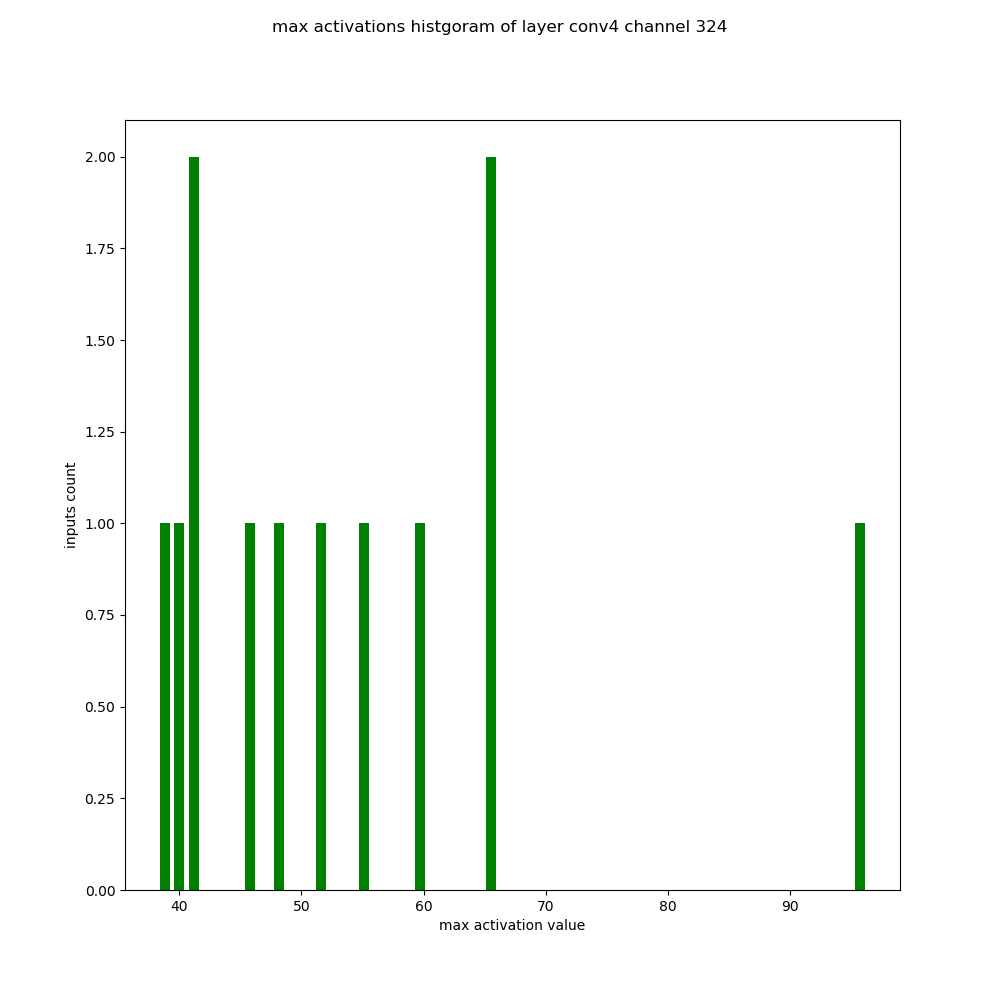 max activations histgoram of layer conv4 channel 324
2.00
1.75
1.50
1.25
1.00
0.75
0.50
0.25
0.00
inputs count
40 50 60 70 80 90
max activation value